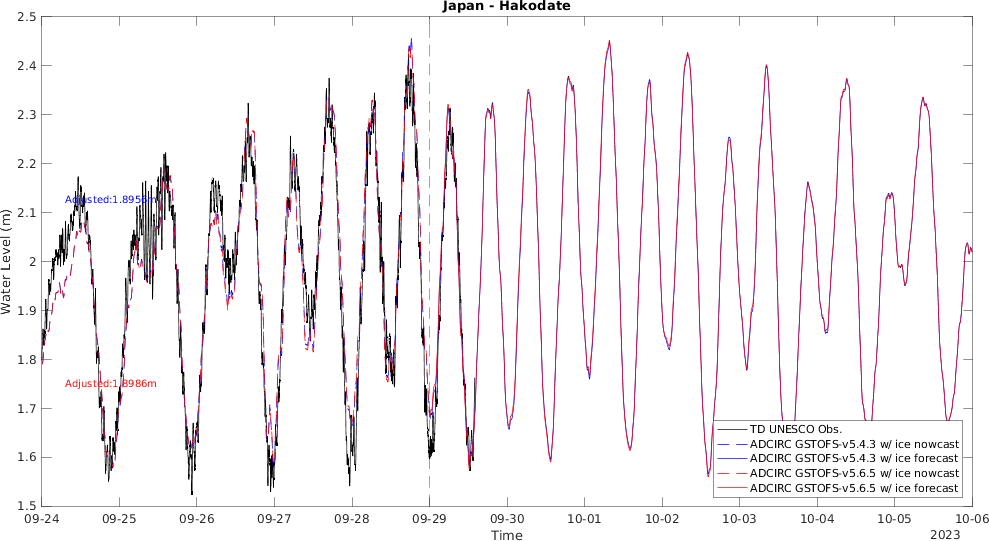 Japan - Hakodate
2.5
2.4
2.3
2.2
2.1
2
1.9
1.8
1.7
1.6
1.5
Water Level (m)
Adjusted:1.8956m
Adjusted:1.8986m
TD UNESCO Obs.
ADCIRC GSTOFS-v5.4.3 w/ ice nowcast
ADCIRC GSTOFS-v5.4.3 w/ ice forecast
ADCIRC GSTOFS-v5.6.5 w/ ice nowcast
ADCIRC GSTOFS-v5.6.5 w/ ice forecast
09-24 09-25 09-26 09-27 09-28 09-29 09-30 10-01 10-02 10-03 10-04 10-05 10-06
Time
2023